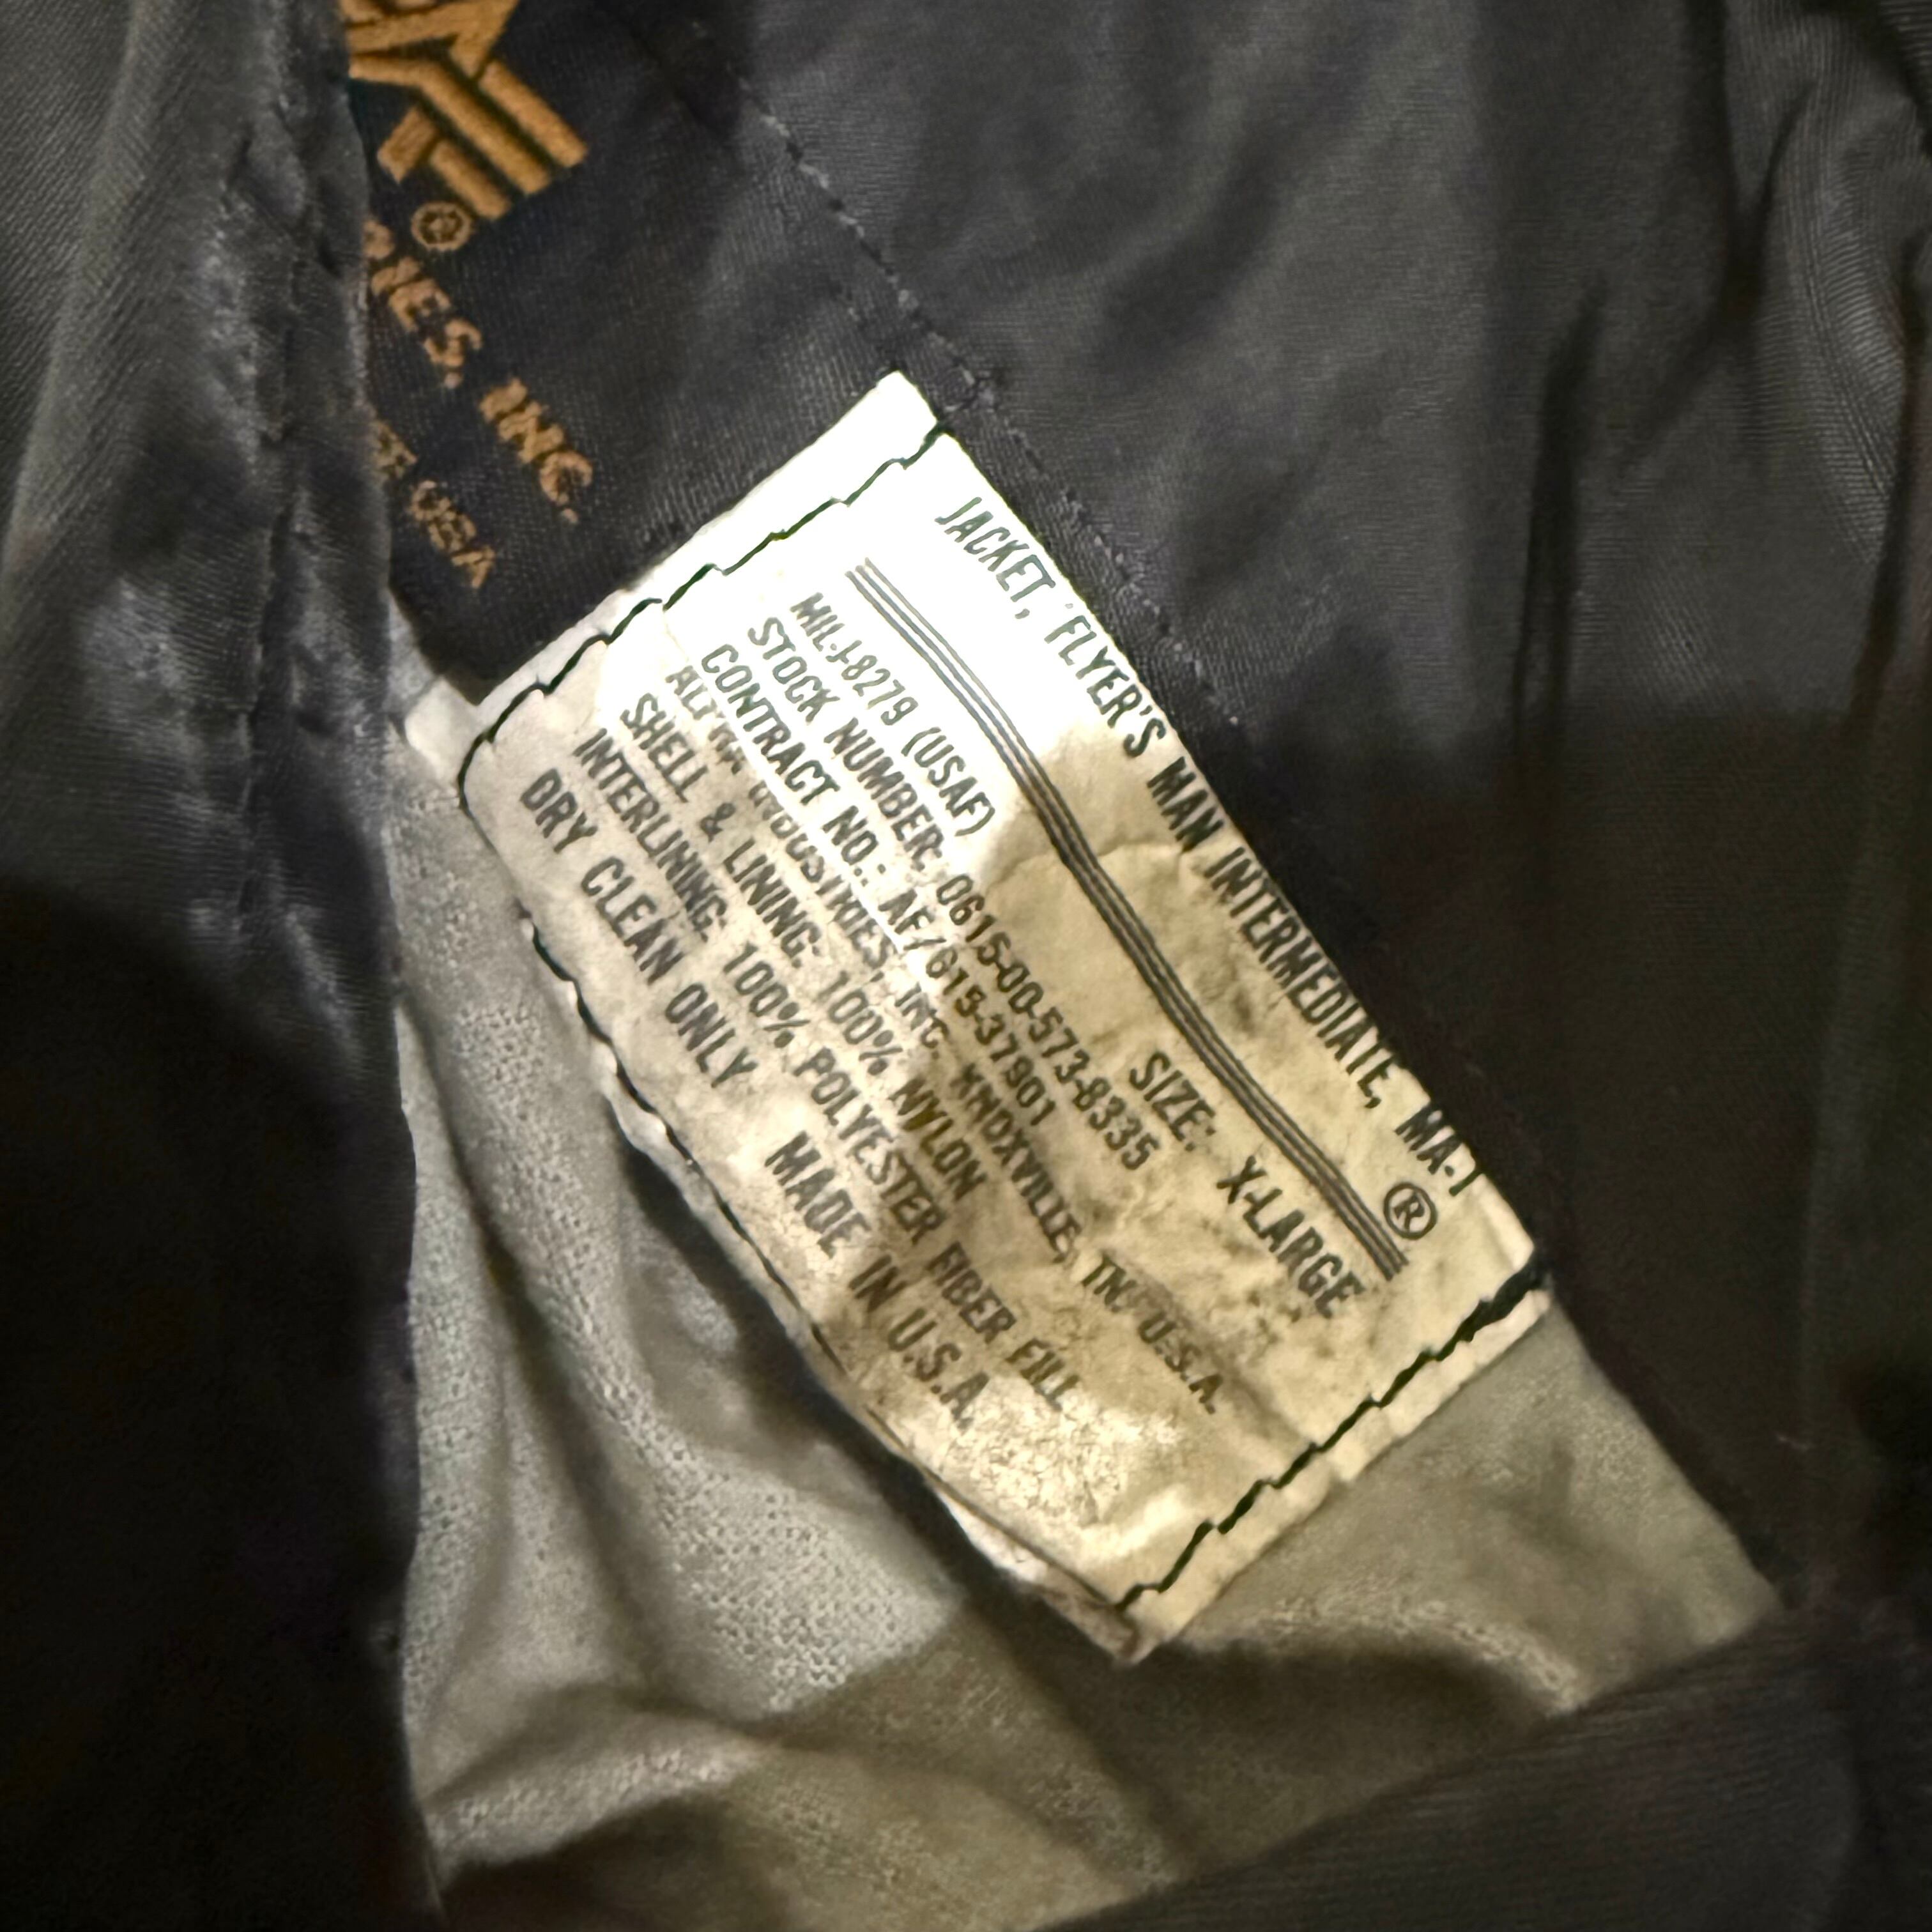 INC.
USA
JACKET, FLYER'S MAN INTERMEDIATE, MA-1
®
SIZE: X-LARGE
MIL-J-8279 (USAF)
STOCK NUMBER: 0615-00-573-8335
CONTRACT NO.: AF/615-37901
ALPHA INDUSTRIES, INC. KNOXVILLE, TN. U.S.A.
SHELL & LINING: 100% NYLON
INTERLINING: 100% POLYESTER FIBER FILL
DRY CLEAN ONLY MADE IN U.S.A.